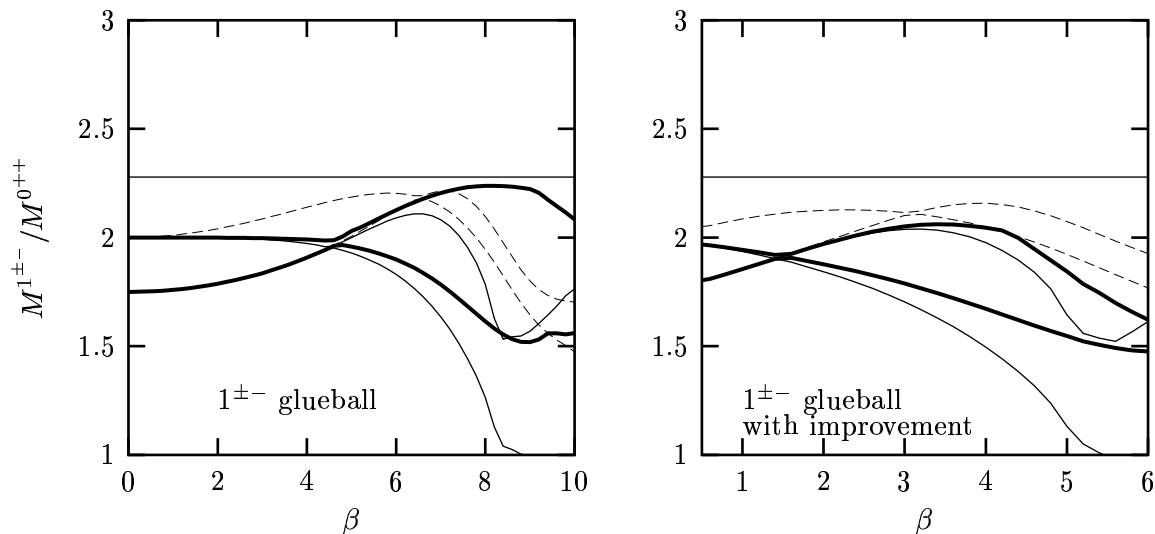 M^{1^{±−}}/M^{0^{++}}
3
2.5
2
1.5
1
0 2 4 6 8 10
β
1^{±−} glueball
3
2.5
2
1.5
1
1 2 3 4 5 6
β
1^{±−} glueball
with improvement